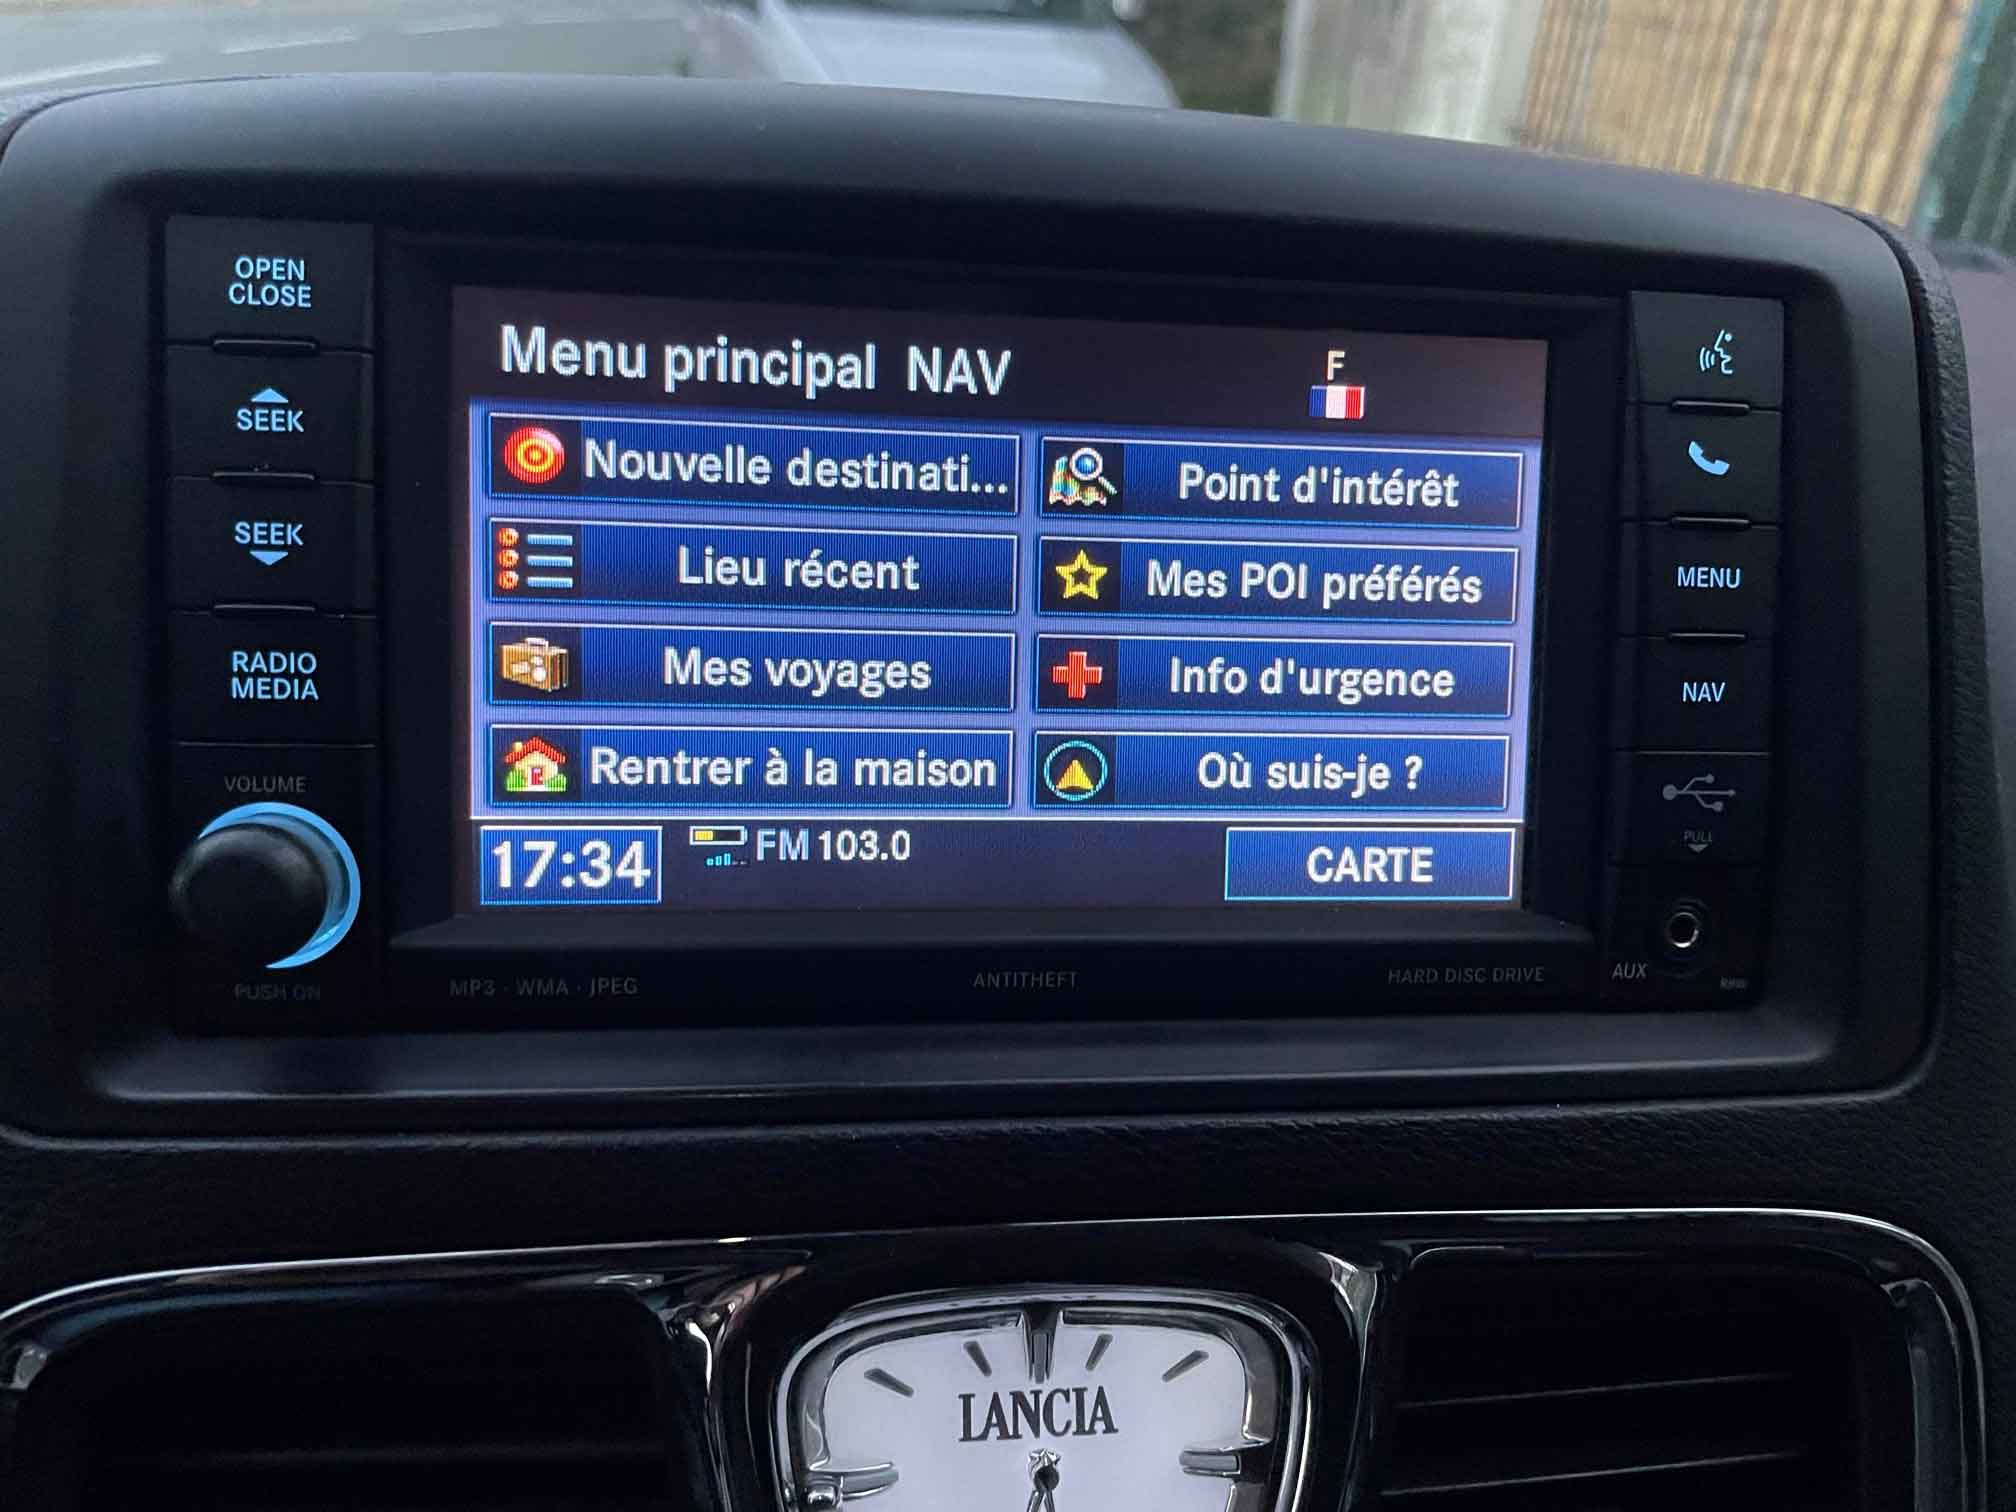 OPEN
CLOSE
SEEK
SEEK
RADIO
MEDIA
VOLUME
PUSH ON
Menu principal NAV
F
Nouvelle destinati...
Point d'intérêt
Lieu récent
Mes POI préférés
Mes voyages
Info d'urgence
Rentrer à la maison
Où suis-je ?
17:34
FM 103.0
CARTE
MENU
NAV
PULL
AUX
MP3 · WMA · JPEG
ANTITHEFT
HARD DISC DRIVE
LANCIA